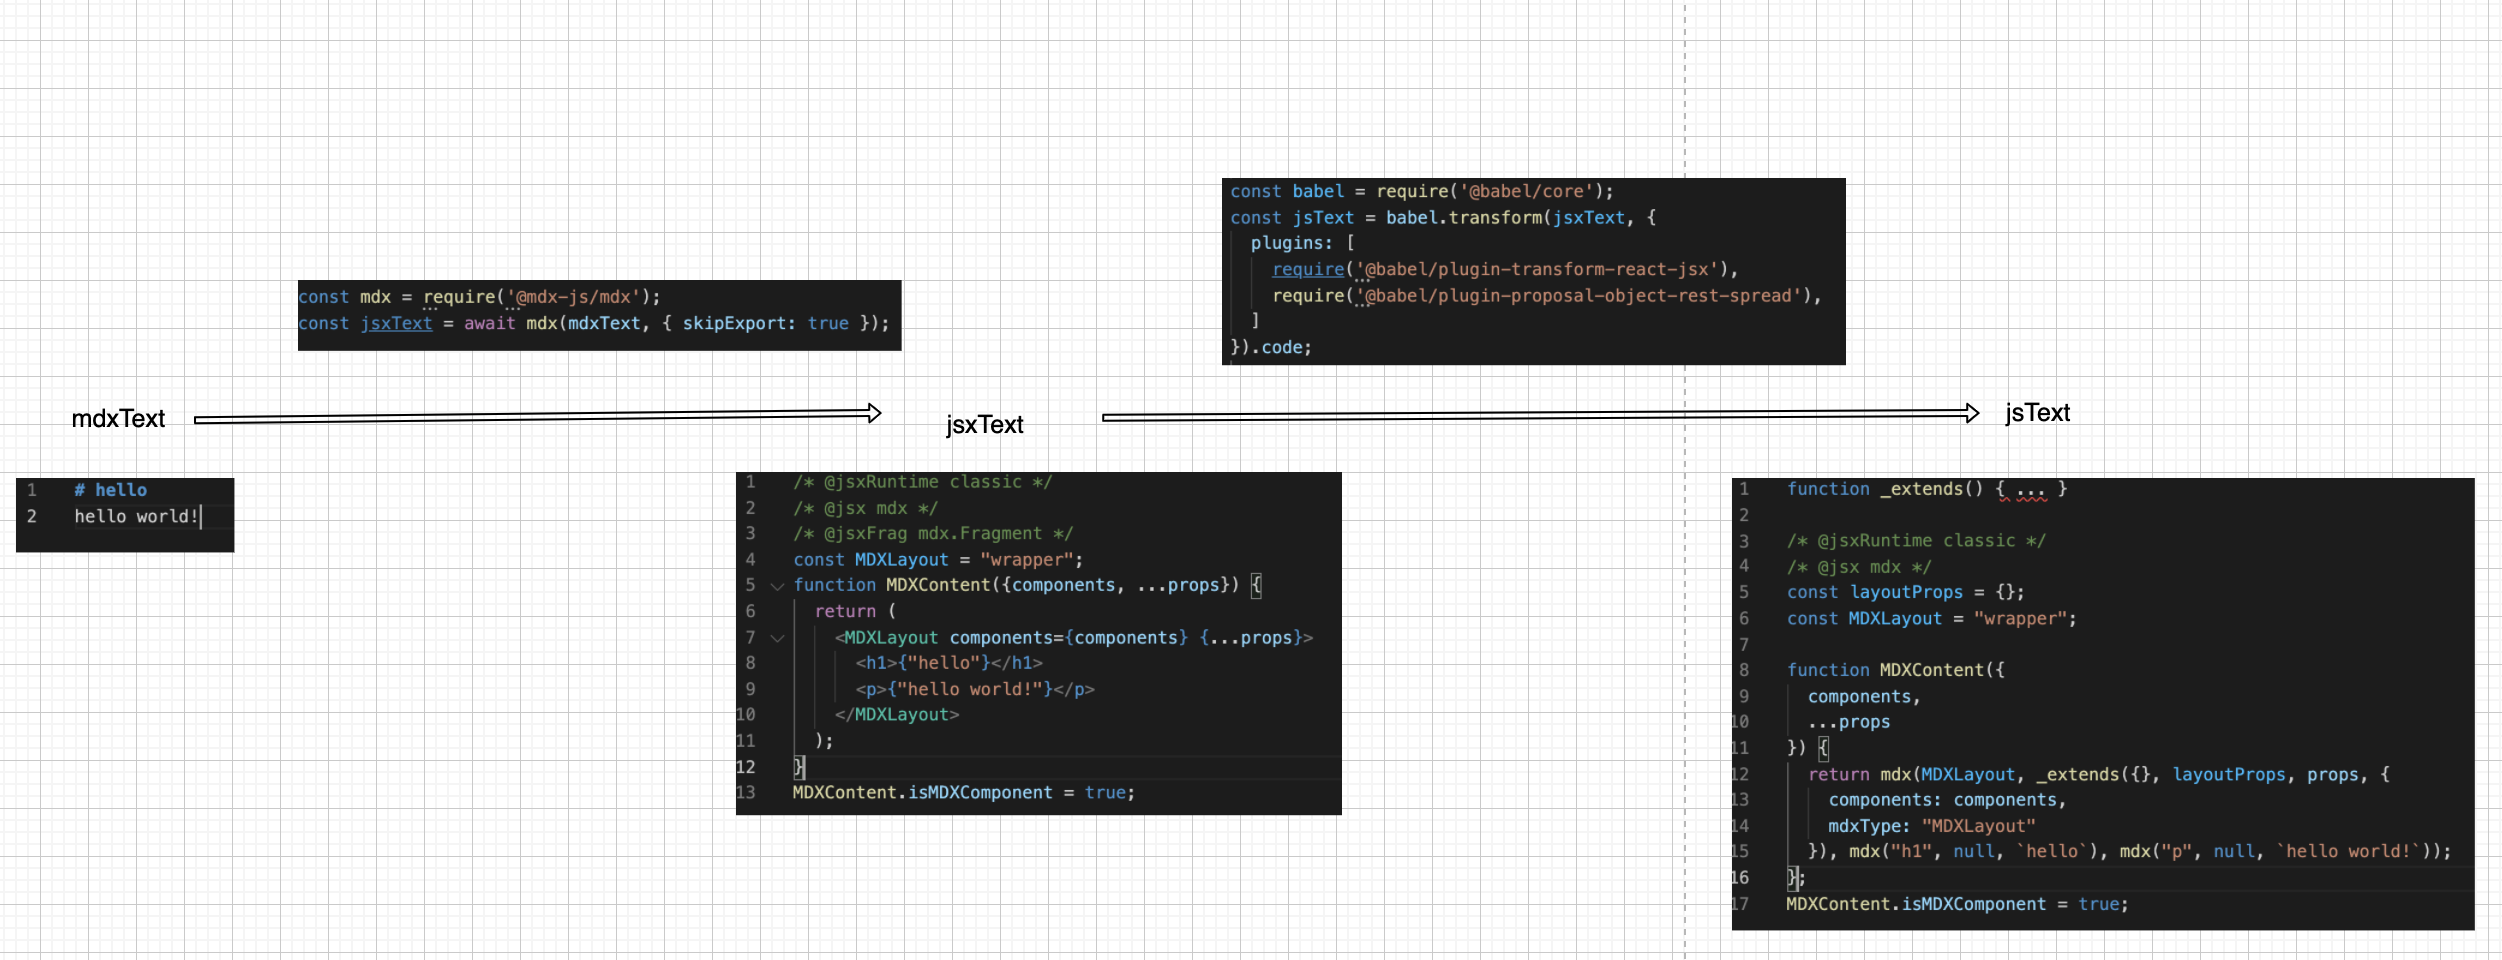 const mdx = require('@mdx-js/mdx');
const jsxText = await mdx(mdxText, { skipExport: true });
const babel = require('@babel/core');
const jsText = babel.transform(jsxText, {
plugins: [
require('@babel/plugin-transform-react-jsx'),
require('@babel/plugin-proposal-object-rest-spread'),
]
}).code;
mdxText
jsxText
jsText
1 # hello
2 hello world!
1 /* @jsxRuntime classic */
2 /* @jsx mdx */
3 /* @jsxFrag mdx.Fragment */
4 const MDXLayout = "wrapper";
5 function MDXContent({components, ...props}) {
6 return (
7 <MDXLayout components={components} {...props}>
8 <h1>{"hello"}</h1>
9 <p>{"hello world!"}</p>
10 </MDXLayout>
11 );
12 }
13 MDXContent.isMDXComponent = true;
1 function _extends() { ... }
2
3 /* @jsxRuntime classic */
4 /* @jsx mdx */
5 const layoutProps = {};
6 const MDXLayout = "wrapper";
7
8 function MDXContent({
9 components,
10 ...props
11 }) {
12 return mdx(MDXLayout, _extends({}, layoutProps, props, {
13 components: components,
14 mdxType: "MDXLayout"
15 }), mdx("h1", null, `hello`), mdx("p", null, `hello world!`));
16 };
17 MDXContent.isMDXComponent = true;